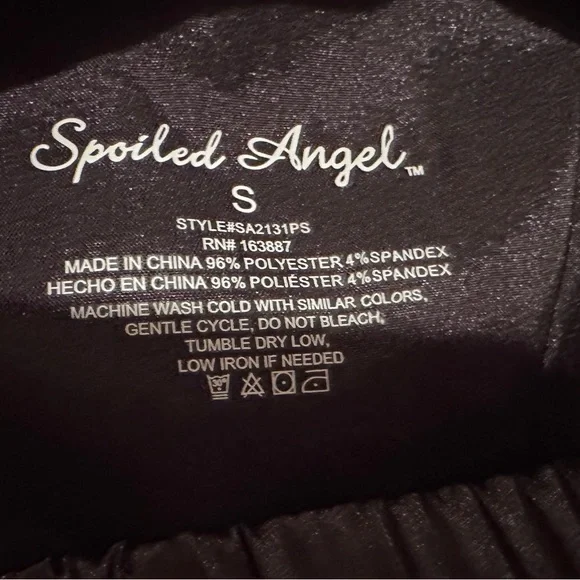 Spoiled Angel™
S
STYLE#SA2131PS
RN# 163887
MADE IN CHINA 96% POLYESTER 4% SPANDEX
HECHO EN CHINA 96% POLIÉSTER 4% SPANDEX
MACHINE WASH COLD WITH SIMILAR COLORS,
GENTLE CYCLE, DO NOT BLEACH,
TUMBLE DRY LOW,
LOW IRON IF NEEDED
30°